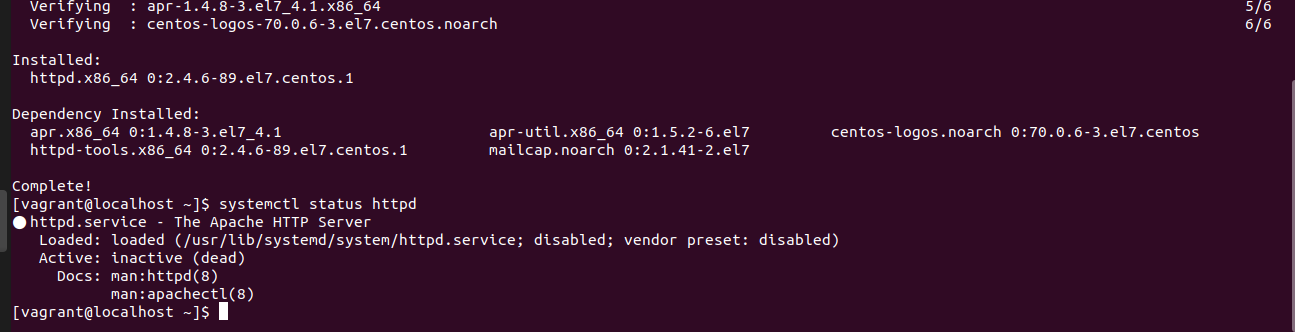 Verifying  : apr-1.4.8-3.el7_4.1.x86_64 5/6
Verifying  : centos-logos-70.0.6-3.el7.centos.noarch 6/6
Installed:
httpd.x86_64 0:2.4.6-89.el7.centos.1
Dependency Installed:
apr.x86_64 0:1.4.8-3.el7_4.1 apr-util.x86_64 0:1.5.2-6.el7 centos-logos.noarch 0:70.0.6-3.el7.centos
httpd-tools.x86_64 0:2.4.6-89.el7.centos.1 mailcap.noarch 0:2.1.41-2.el7
Complete!
[vagrant@localhost ~]$ systemctl status httpd
● httpd.service - The Apache HTTP Server
Loaded: loaded (/usr/lib/systemd/system/httpd.service; disabled; vendor preset: disabled)
Active: inactive (dead)
Docs: man:httpd(8)
man:apachectl(8)
[vagrant@localhost ~]$